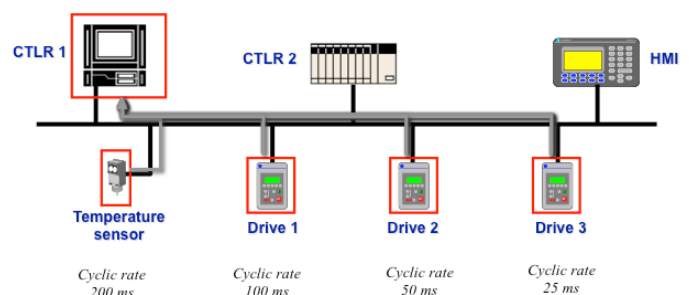 CTLR 1
CTLR 2
HMI
Temperature
sensor
Drive 1
Drive 2
Drive 3
Cyclic rate
200 ms
Cyclic rate
100 ms
Cyclic rate
50 ms
Cyclic rate
25 ms